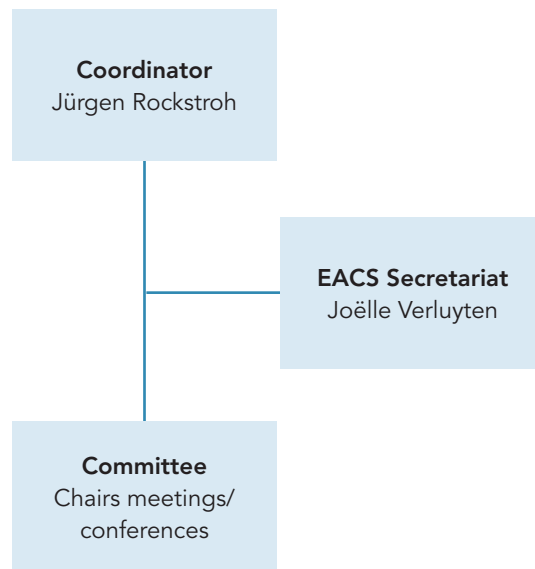 Coordinator
Jürgen Rockstroh
EACS Secretariat
Joëlle Verluyten
Committee
Chairs meetings/
conferences